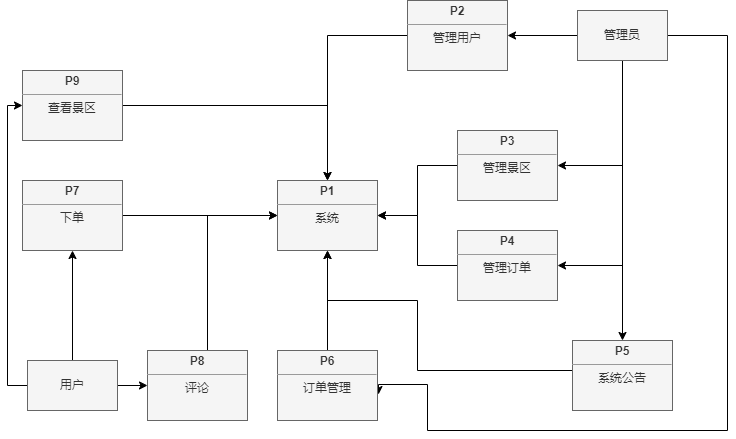 P2
管理用户
管理员
P9
查看景区
P3
管理景区
P7
下单
P1
系统
P4
管理订单
P5
系统公告
用户
P8
评论
P6
订单管理